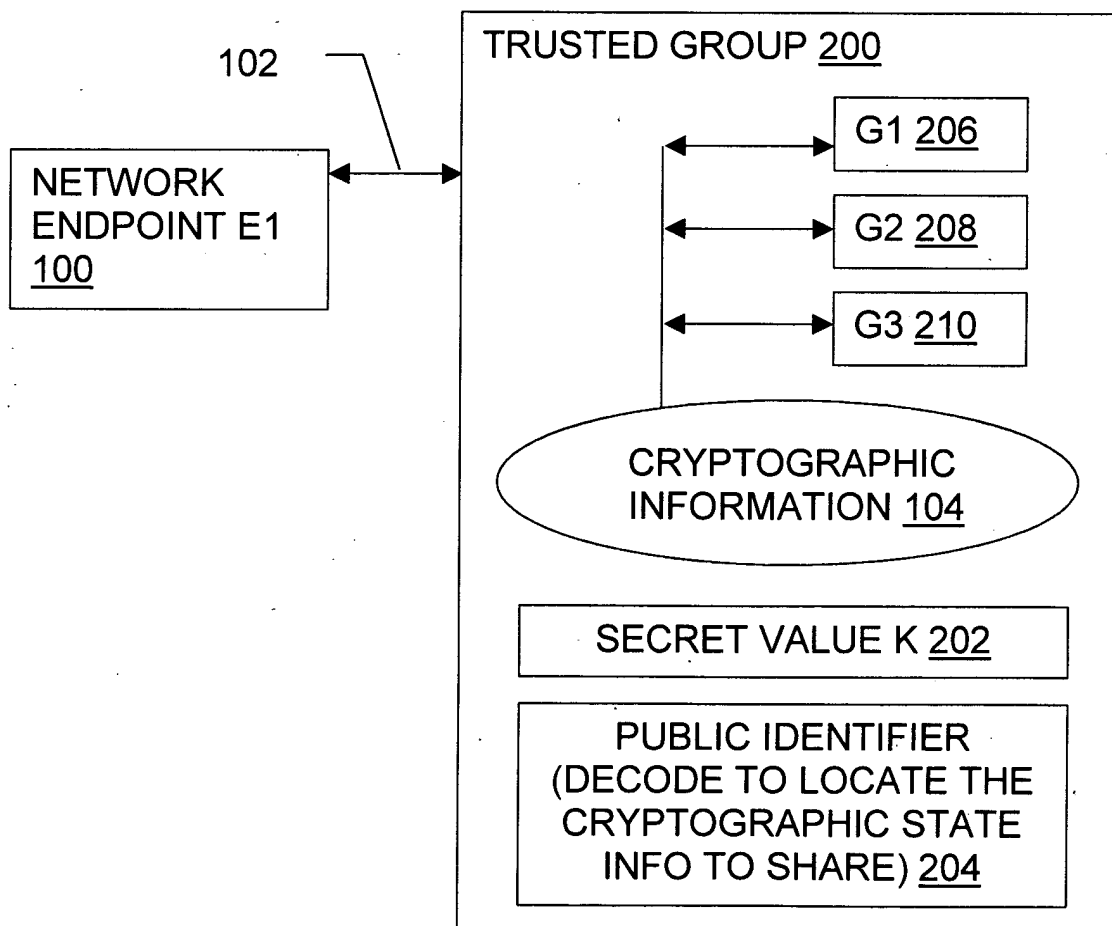 TRUSTED GROUP 200
102
G1 206
NETWORK
ENDPOINT E1
100
G2 208
G3 210
CRYPTOGRAPHIC
INFORMATION 104
SECRET VALUE K 202
PUBLIC IDENTIFIER
(DECODE TO LOCATE THE
CRYPTOGRAPHIC STATE
INFO TO SHARE) 204